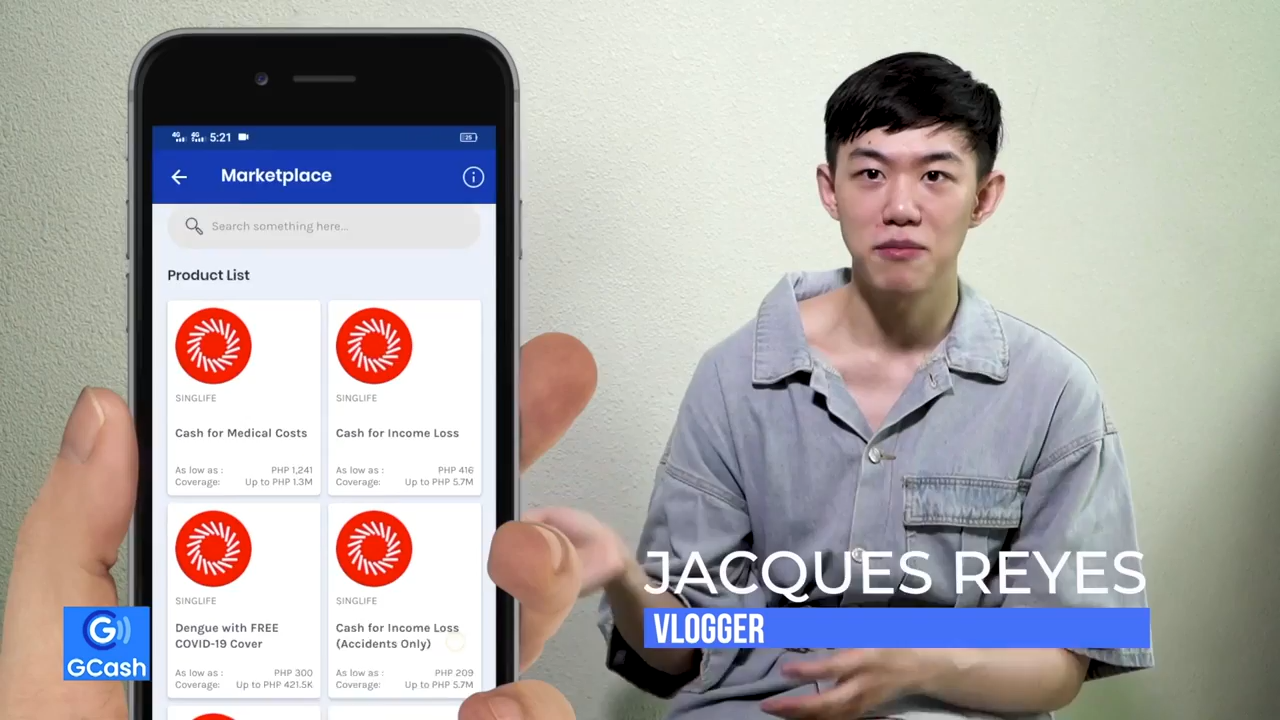 4G 4G 5:21
25
Marketplace
Search something here...
Product List
SINGLIFE
Cash for Medical Costs
As low as : PHP 1,241
Coverage: Up to PHP 1.3M
SINGLIFE
Cash for Income Loss
As low as : PHP 416
Coverage: Up to PHP 5.7M
SINGLIFE
Dengue with FREE
COVID-19 Cover
As low as : PHP 300
Coverage: Up to PHP 421.5K
SINGLIFE
Cash for Income Loss
(Accidents Only)
As low as : PHP 209
Coverage: Up to PHP 5.7M
JACQUES REYES
VLOGGER
G
GCash